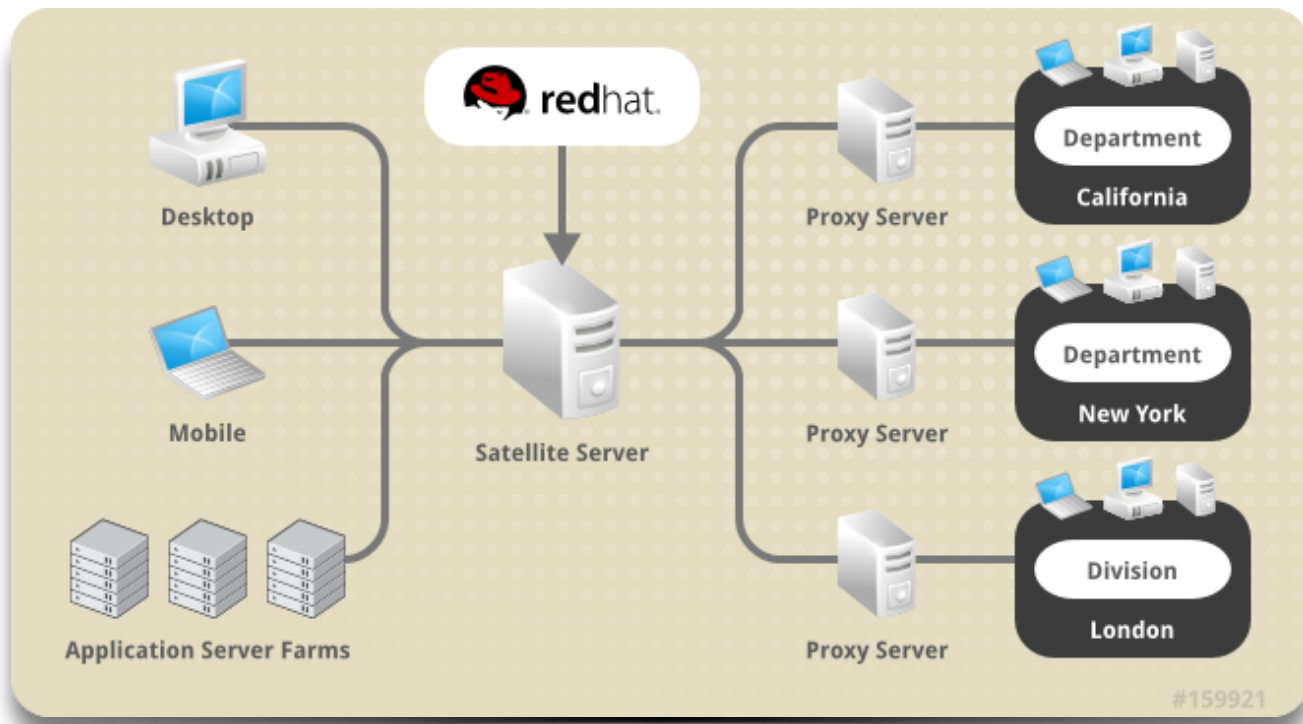 redhat.
Desktop
Mobile
Application Server Farms
Satellite Server
Proxy Server
Department
California
Proxy Server
Department
New York
Proxy Server
Division
London
#159921